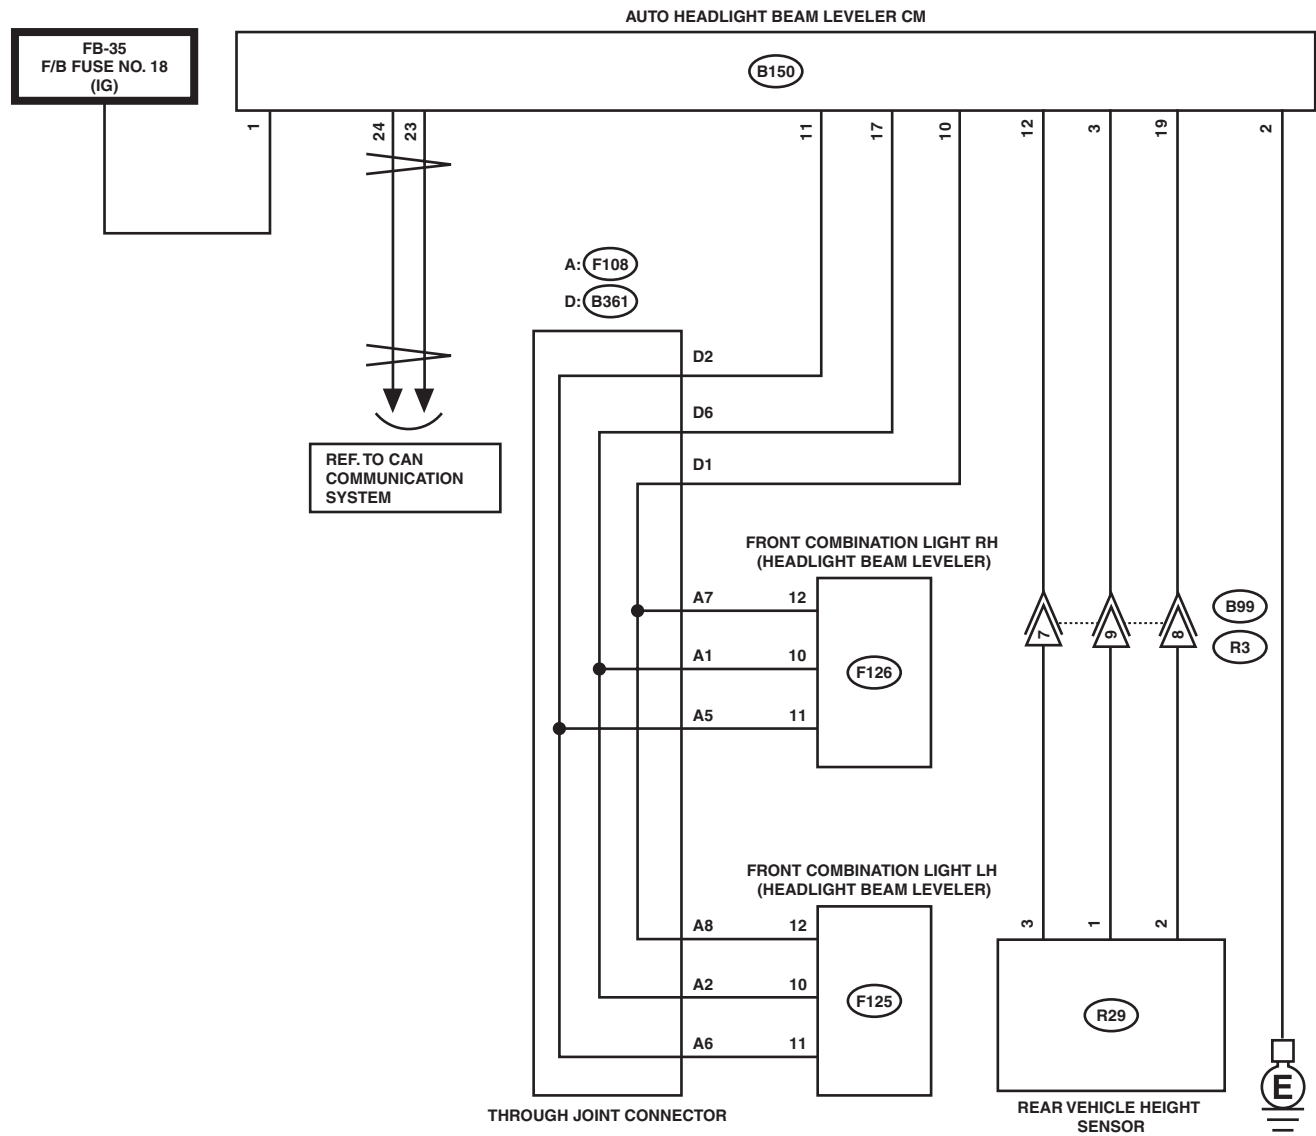 AUTO HEADLIGHT BEAM LEVELER CM
FB-35
F/B FUSE NO. 18
(IG)
B150
1
24
23
11
17
10
12
3
19
2
A: F108
D: B361
D2
D6
D1
REF. TO CAN
COMMUNICATION
SYSTEM
FRONT COMBINATION LIGHT RH
(HEADLIGHT BEAM LEVELER)
A7
12
A1
10
A5
11
F126
7
9
8
B99
R3
FRONT COMBINATION LIGHT LH
(HEADLIGHT BEAM LEVELER)
A8
12
A2
10
A6
11
F125
3
1
2
R29
E
THROUGH JOINT CONNECTOR
REAR VEHICLE HEIGHT
SENSOR